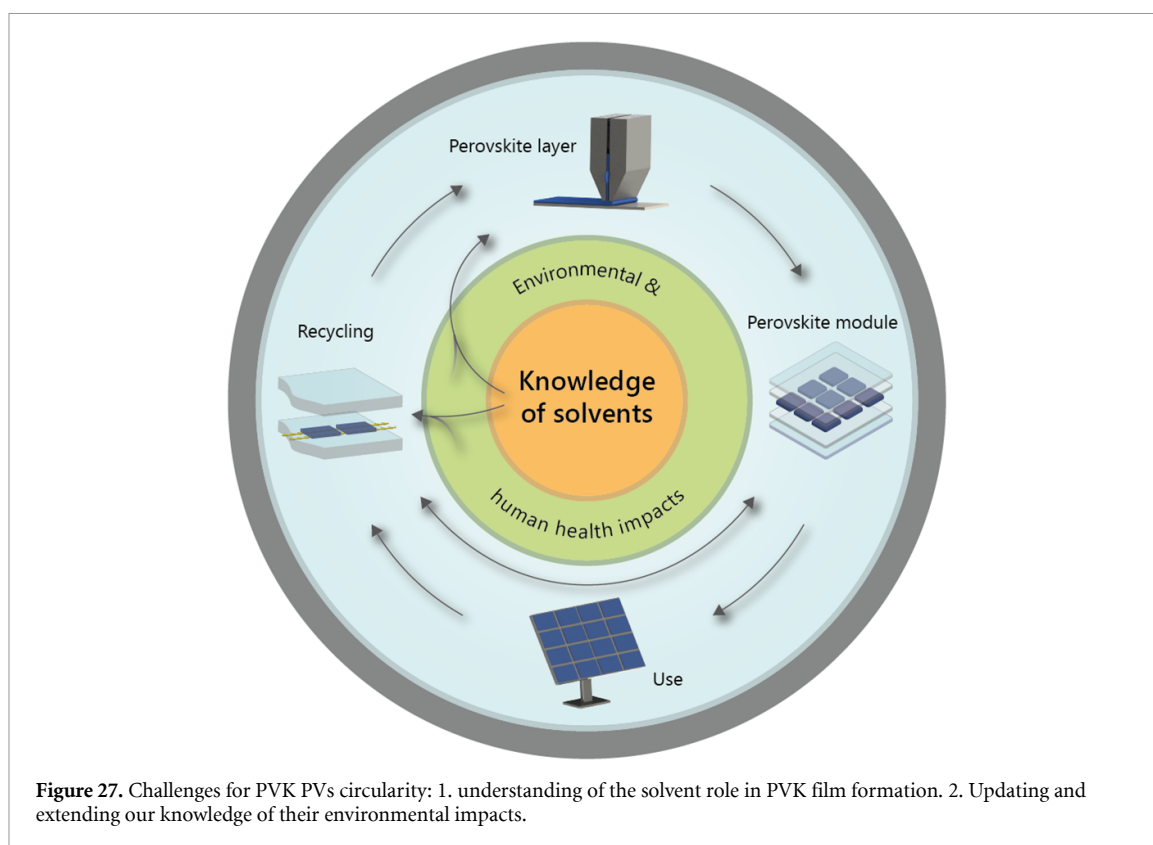 Perovskite layer
Environmental &
Perovskite module
Recycling
Knowledge
of solvents
human health impacts
Use
Figure 27. Challenges for PVK PVs circularity: 1. understanding of the solvent role in PVK film formation. 2. Updating and
extending our knowledge of their environmental impacts.